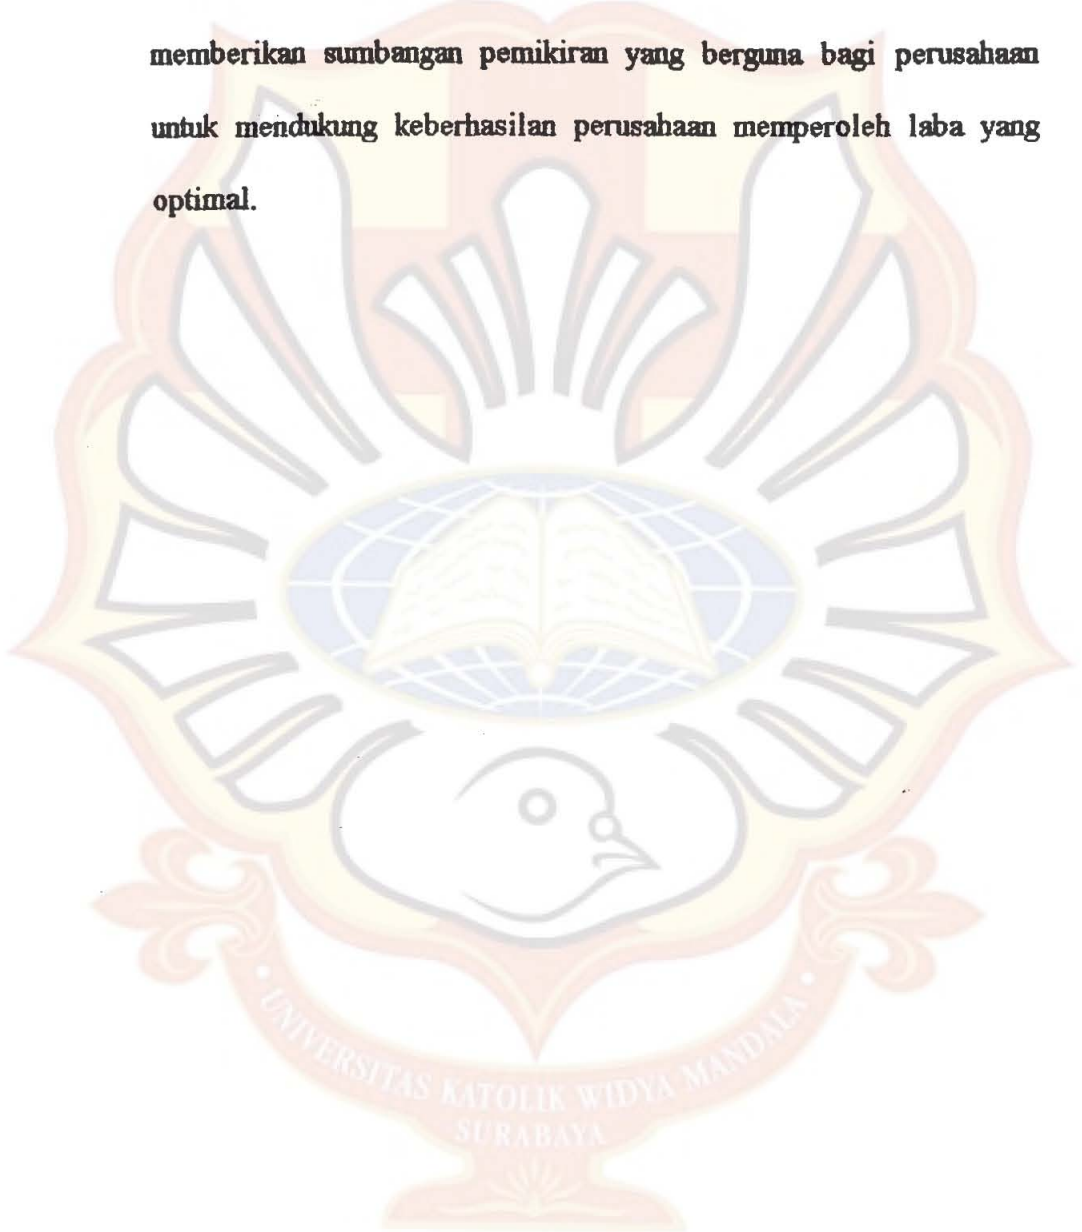 memberikan sumbangan pemikiran yang berguna bagi perusahaan
untuk mendukung keberhasilan perusahaan memperoleh laba yang
optimal.
UNIVERSITAS KATOLIK WIDYA MANDALA
SURABAYA